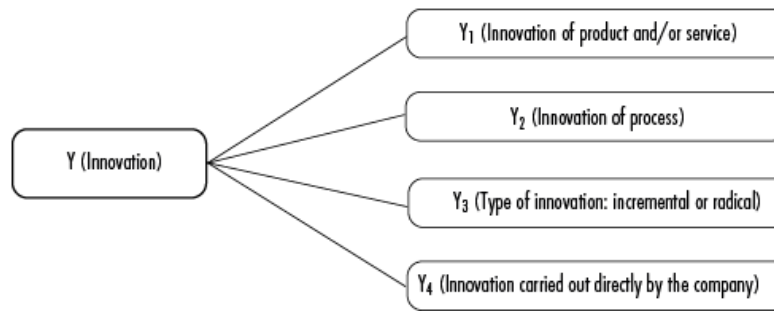 Y₁ (Innovation of product and/or service)
Y₂ (Innovation of process)
Y (Innovation)
Y₃ (Type of innovation: incremental or radical)
Y₄ (Innovation carried out directly by the company)